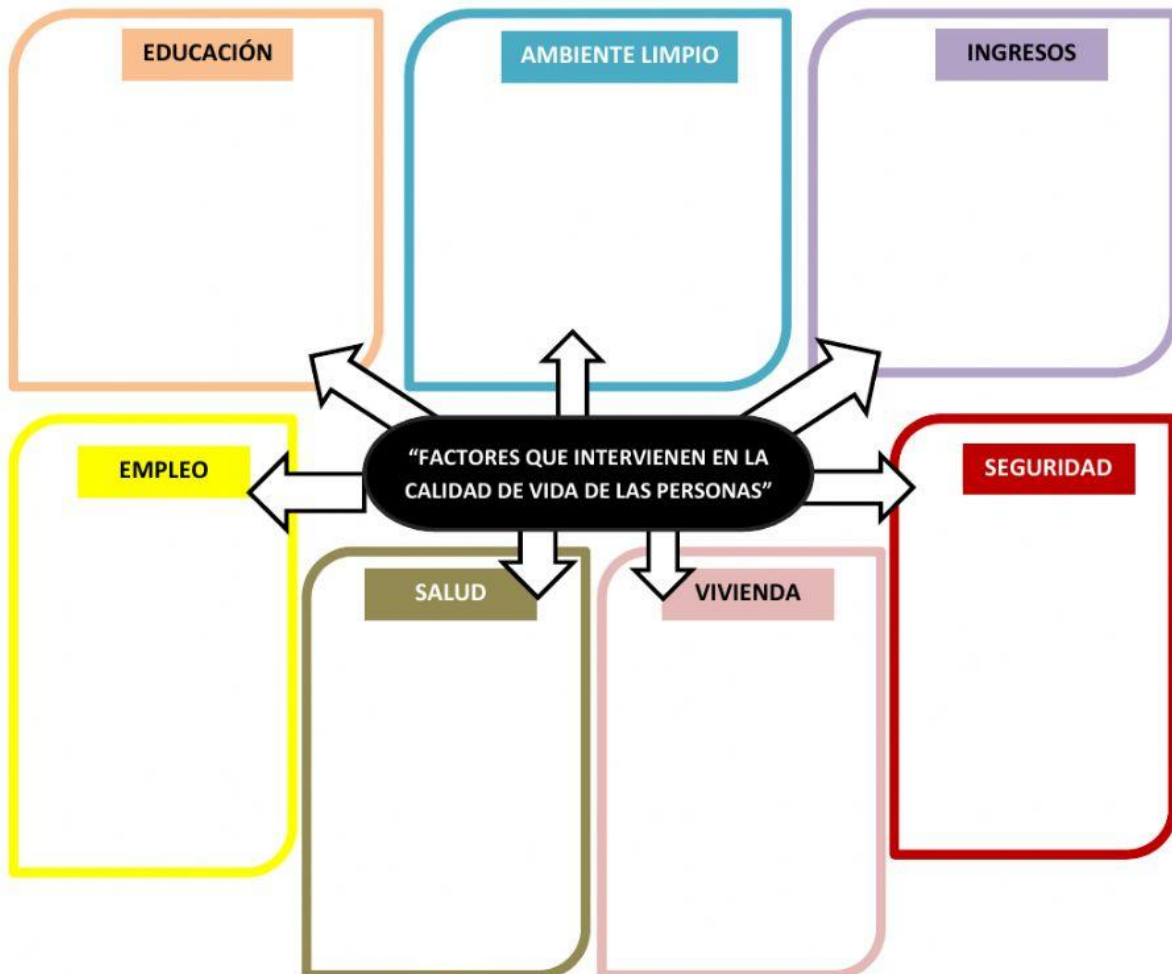 EDUCACIÓN
AMBIENTE LIMPIO
INGRESOS
“FACTORES QUE INTERVIENEN EN LA
CALIDAD DE VIDA DE LAS PERSONAS”
EMPLEO
SEGURIDAD
SALUD
VIVIENDA